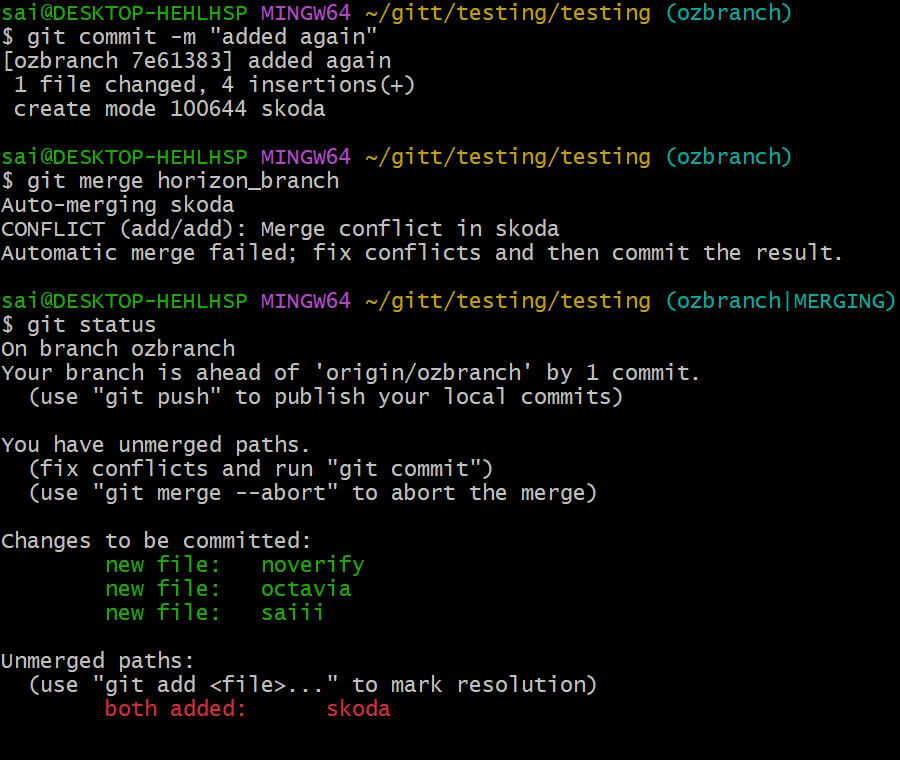 sai@DESKTOP-HEHLHSP MINGW64 ~/gitt/testing/testing (ozbranch)
$ git commit -m "added again"
[ozbranch 7e61383] added again
 1 file changed, 4 insertions(+)
 create mode 100644 skoda

sai@DESKTOP-HEHLHSP MINGW64 ~/gitt/testing/testing (ozbranch)
$ git merge horizon_branch
Auto-merging skoda
CONFLICT (add/add): Merge conflict in skoda
Automatic merge failed; fix conflicts and then commit the result.

sai@DESKTOP-HEHLHSP MINGW64 ~/gitt/testing/testing (ozbranch|MERGING)
$ git status
On branch ozbranch
Your branch is ahead of 'origin/ozbranch' by 1 commit.
  (use "git push" to publish your local commits)

You have unmerged paths.
  (fix conflicts and run "git commit")
  (use "git merge --abort" to abort the merge)

Changes to be committed:
        new file:   noverify
        new file:   octavia
        new file:   saiii

Unmerged paths:
  (use "git add <file>..." to mark resolution)
        both added:      skoda